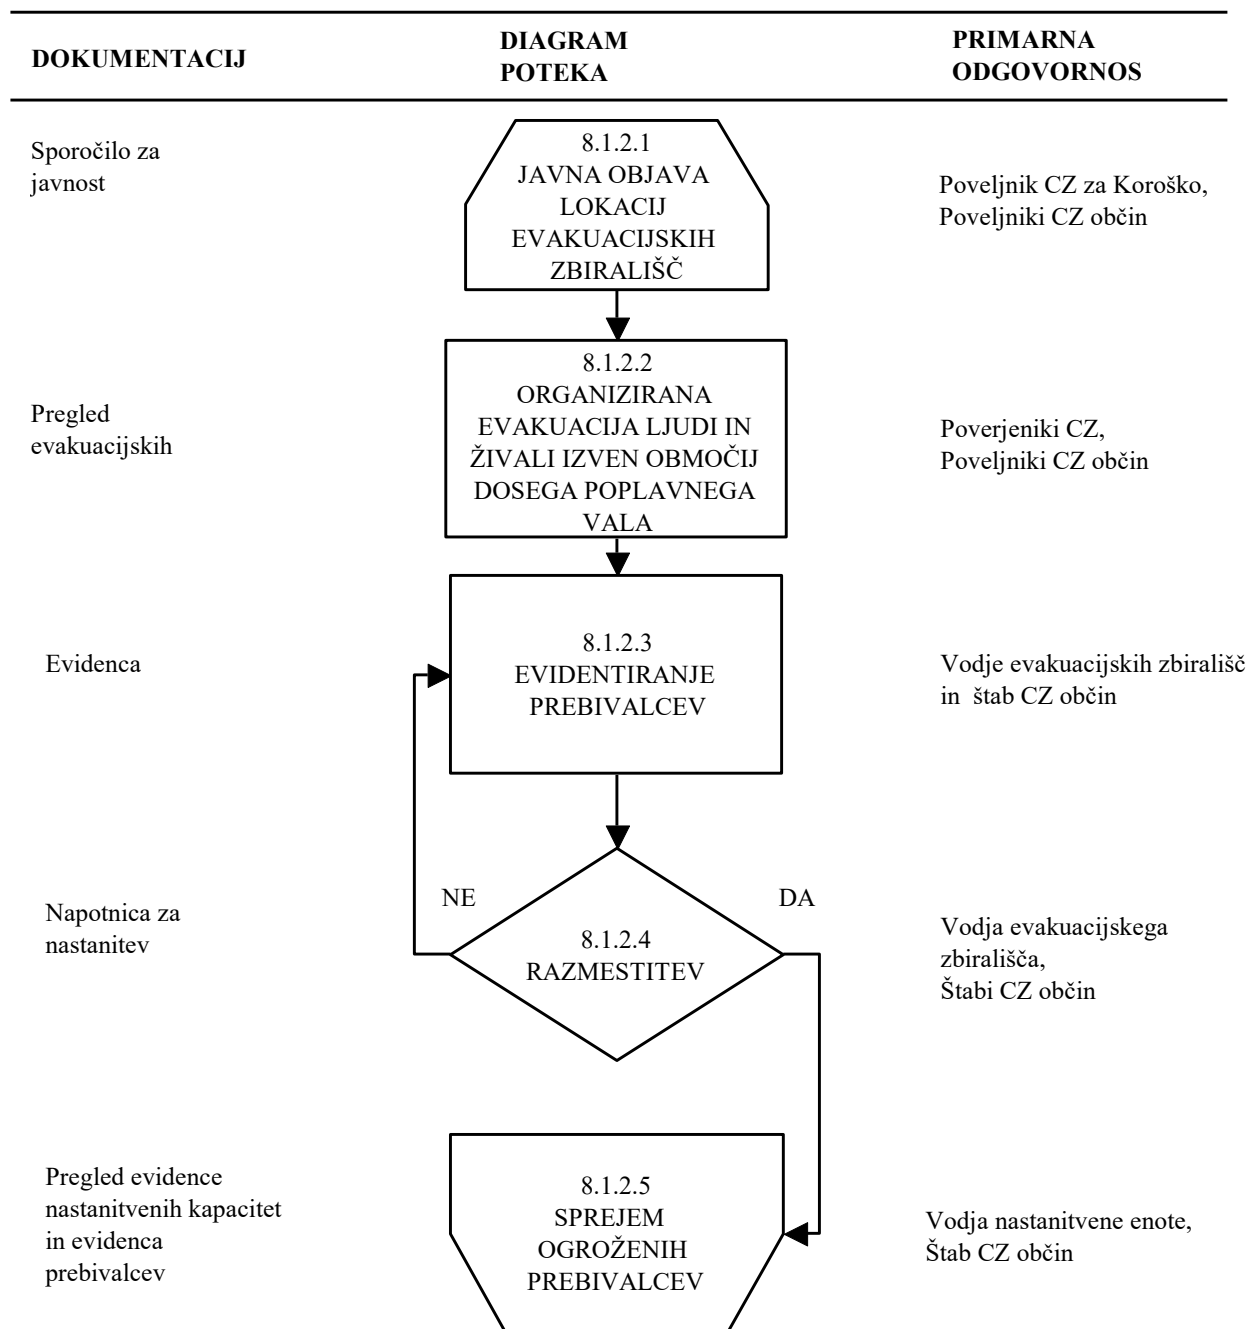 DOKUMENTACIJ
DIAGRAM
POTEKA
PRIMARNA
ODGOVORNOS
Sporočilo za
javnost
8.1.2.1
JAVNA OBJAVA
LOKACIJ
EVAKUACIJSKIH
ZBIRALIŠČ
Poveljnik CZ za Koroško,
Poveljniki CZ občin
Pregled
evakuacijskih
8.1.2.2
ORGANIZIRANA
EVAKUACIJA LJUDI IN
ŽIVALI IZVEN OBMOČIJ
DOSEGA POPLAVNEGA
VALA
Poverjeniki CZ,
Poveljniki CZ občin
Evidenca
8.1.2.3
EVIDENTIRANJE
PREBIVALCEV
Vodje evakuacijskih zbirališč
in štab CZ občin
Napotnica za
nastanitev
NE
DA
8.1.2.4
RAZMESTITEV
Vodja evakuacijskega
zbirališča,
Štabi CZ občin
Pregled evidence
nastanitvenih kapacitet
in evidenca
prebivalcev
8.1.2.5
SPREJEM
OGROŽENIH
PREBIVALCEV
Vodja nastanitvene enote,
Štab CZ občin